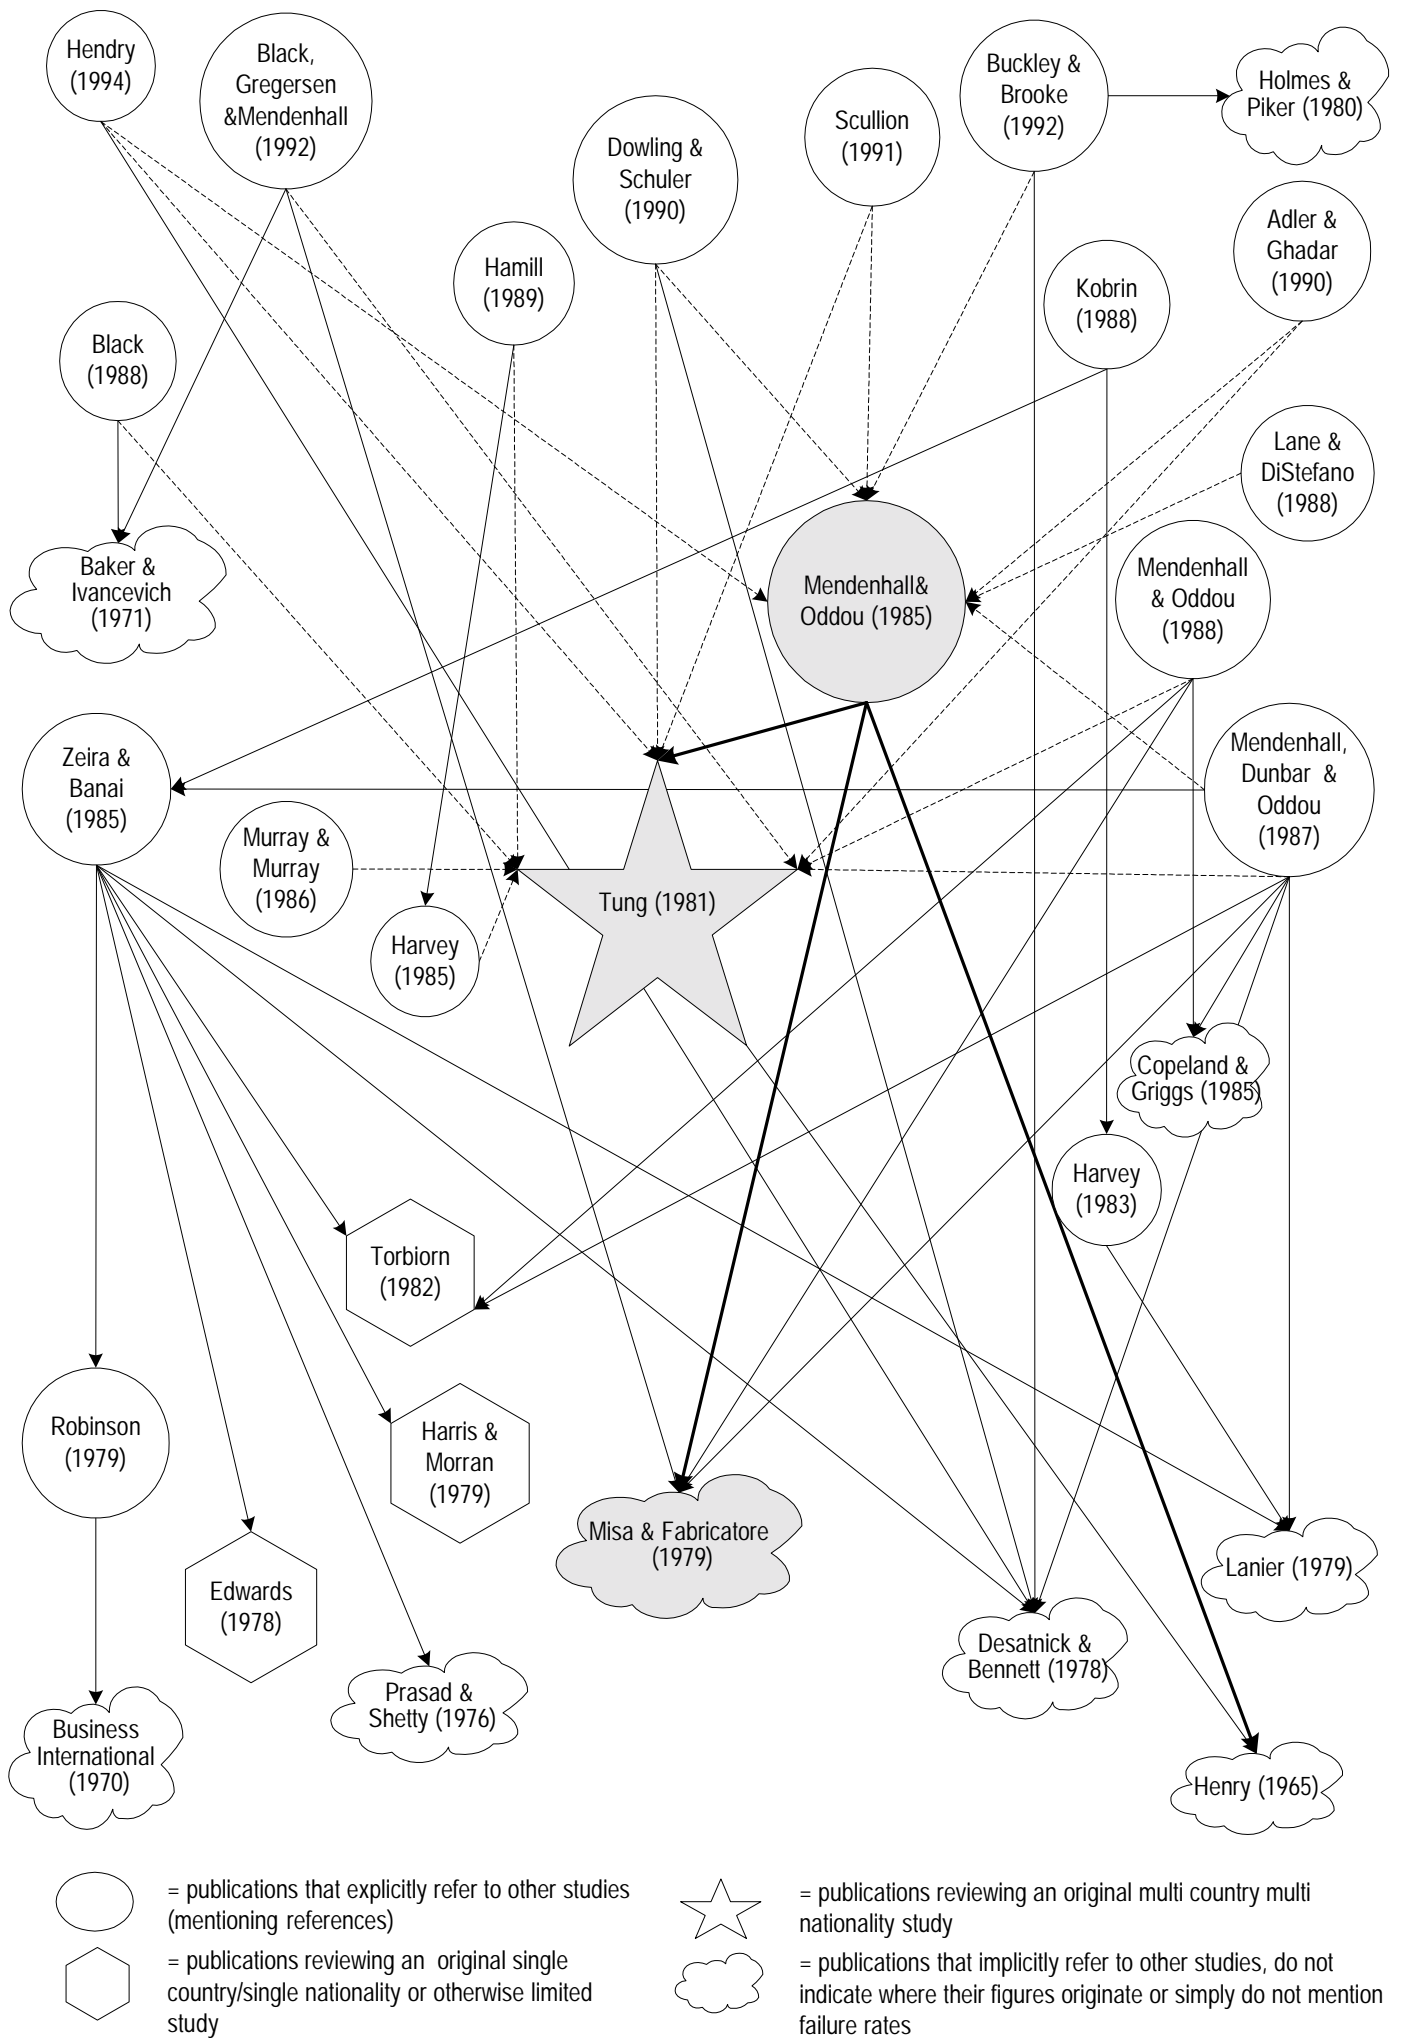 Hendry
(1994)
Black,
Gregersen
&Mendenhall
(1992)
Dowling &
Schuler
(1990)
Scullion
(1991)
Buckley &
Brooke
(1992)
Holmes &
Piker (1980)
Adler &
Ghadar
(1990)
Hamill
(1989)
Kobrin
(1988)
Black
(1988)
Lane &
DiStefano
(1988)
Baker &
Ivancevich
(1971)
Mendenhall&
Oddou (1985)
Mendenhall
& Oddou
(1988)
Zeira &
Banai
(1985)
Mendenhall,
Dunbar &
Oddou
(1987)
Murray &
Murray
(1986)
Tung (1981)
Harvey
(1985)
Copeland &
Griggs (1985)
Harvey
(1983)
Torbiorn
(1982)
Robinson
(1979)
Harris &
Morran
(1979)
Misa & Fabricatore
(1979)
Lanier (1979)
Edwards
(1978)
Desatnick &
Bennett (1978)
Prasad &
Shetty (1976)
Business
International
(1970)
Henry (1965)
= publications that explicitly refer to other studies
(mentioning references)
= publications reviewing an original multi country multi
nationality study
= publications reviewing an original single
country/single nationality or otherwise limited
study
= publications that implicitly refer to other studies, do not
indicate where their figures originate or simply do not mention
failure rates